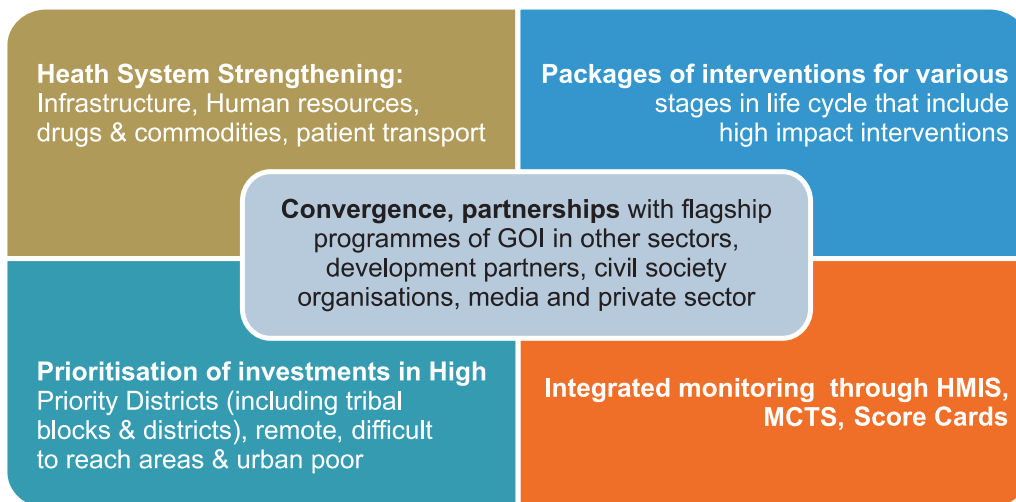 Heath System Strengthening:
Infrastructure, Human resources,
drugs & commodities, patient transport
Packages of interventions for various
stages in life cycle that include
high impact interventions
Convergence, partnerships with flagship
programmes of GOI in other sectors,
development partners, civil society
organisations, media and private sector
Prioritisation of investments in High
Priority Districts (including tribal
blocks & districts), remote, difficult
to reach areas & urban poor
Integrated monitoring through HMIS,
MCTS, Score Cards